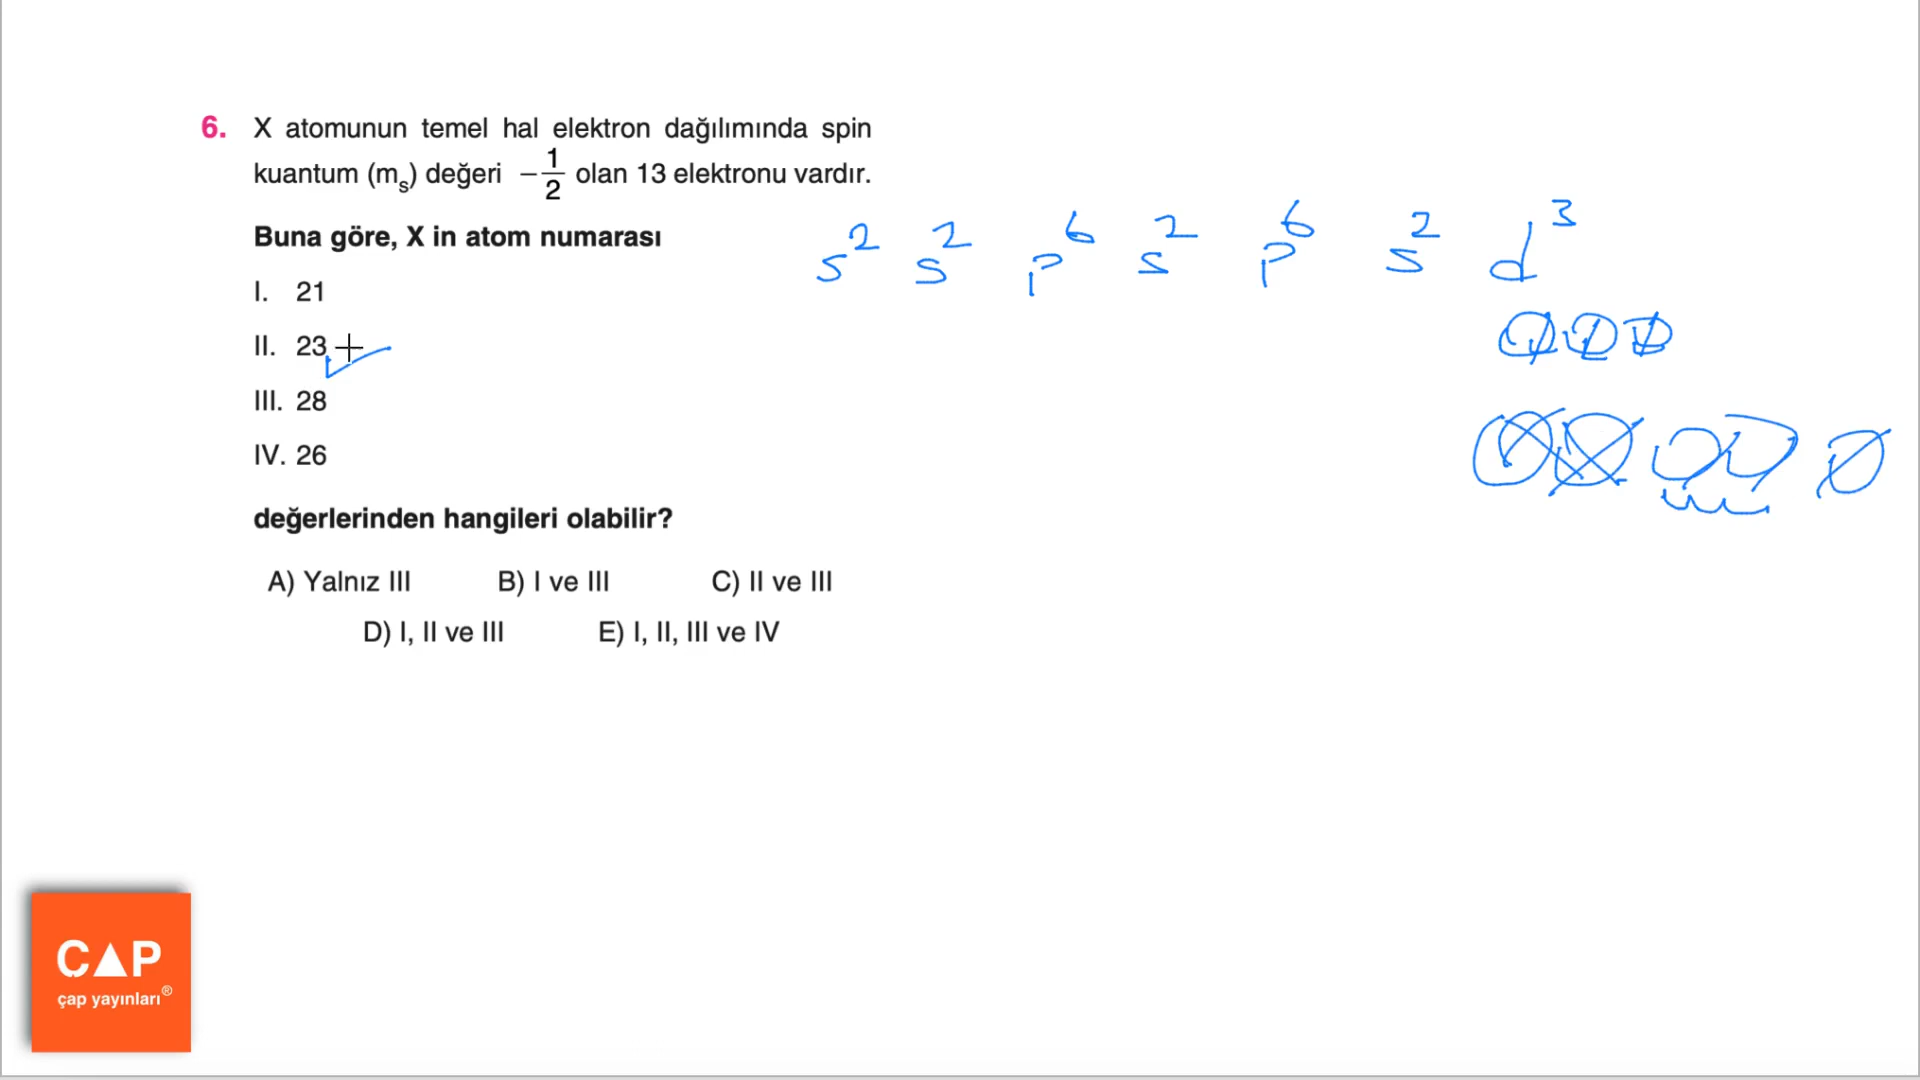 6. X atomunun temel hal elektron dağılımında spin
kuantum (mₛ) değeri −1/2 olan 13 elektronu vardır.
Buna göre, X in atom numarası
I. 21
II. 23
III. 28
IV. 26
değerlerinden hangileri olabilir?
A) Yalnız III B) I ve III C) II ve III
D) I, II ve III E) I, II, III ve IV
s² s² p⁶ s² p⁶ s² d³
ÇAP
çap yayınları®